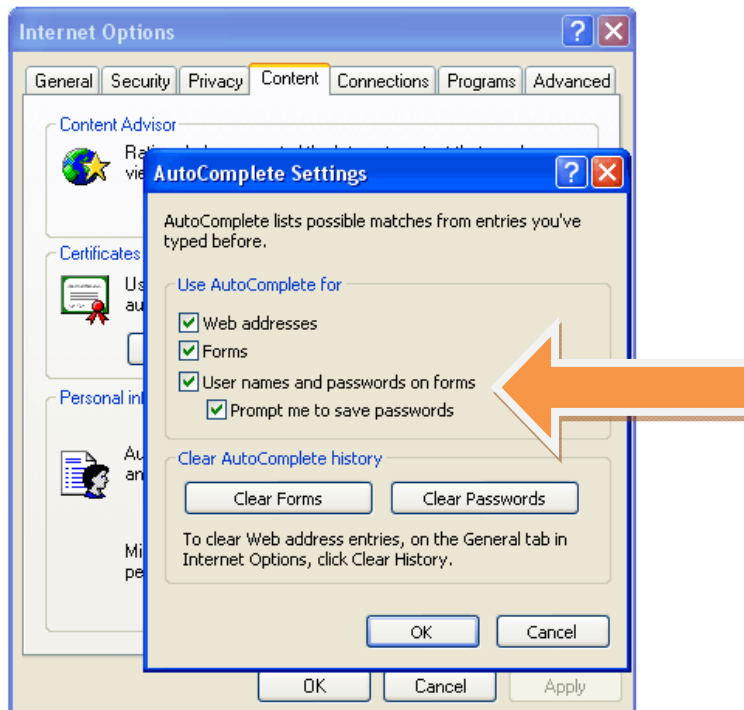 Internet Options
General Security Privacy Content Connections Programs Advanced
Content Advisor
AutoComplete Settings
AutoComplete lists possible matches from entries you've
typed before.
Certificates
Use AutoComplete for
Web addresses
Forms
User names and passwords on forms
Prompt me to save passwords
Personal
Clear AutoComplete history
Clear Forms Clear Passwords
To clear Web address entries, on the General tab in
Internet Options, click Clear History.
OK Cancel
OK Cancel Apply